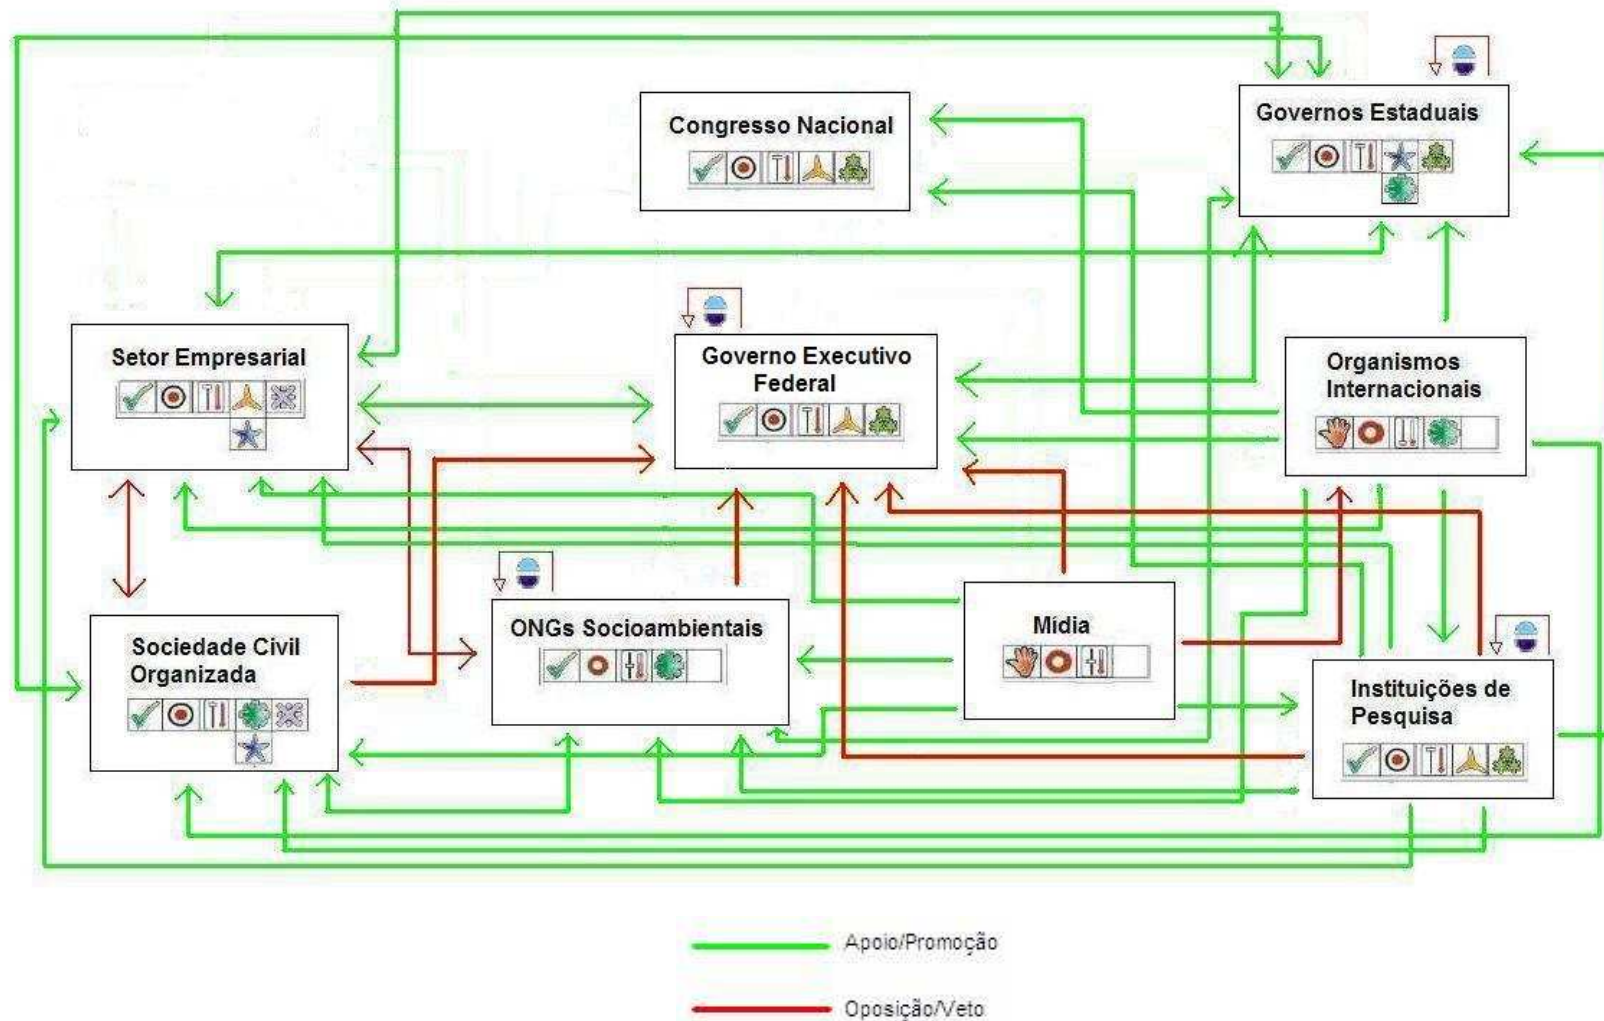 Governos Estaduais
Congresso Nacional
Setor Empresarial
Governo Executivo
Federal
Organismos
Internacionais
Sociedade Civil
Organizada
ONGs Socioambientais
Mídia
Instituições de
Pesquisa
Apoio/Promoção
Oposição/Veto